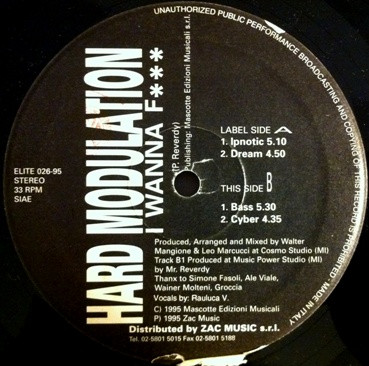 UNAUTHORIZED PUBLIC PERFORMANCE BROADCASTING AND COPYING OF THIS RECORD IS PROHIBITED MADE IN ITALY
HARD MODULATION
I WANNA F***
(P. Reverdy)
Publishing: Mascotte Edizioni Musicali s.r.l.
ELITE 026-95
STEREO
33 RPM
SIAE
LABEL SIDE A
1. Ipnotic 5.10
2. Dream 4.50
THIS SIDE B
1. Bass 5.30
2. Cyber 4.35
Produced, Arranged and Mixed by Walter
Mangione & Leo Marcucci at Cosmo Studio (MI)
Track B1 Produced at Music Power Studio (MI)
by Mr. Reverdy
Thanx to Simone Fasoli, Ale Viale,
Wainer Molteni, Groccia
Vocals by: Rauluca V.
C) 1995 Mascotte Edizioni Musicali
P) 1995 Zac Music
Distributed by ZAC MUSIC s.r.l.
Tel. 02-5801 5015 Fax 02-5801 5188